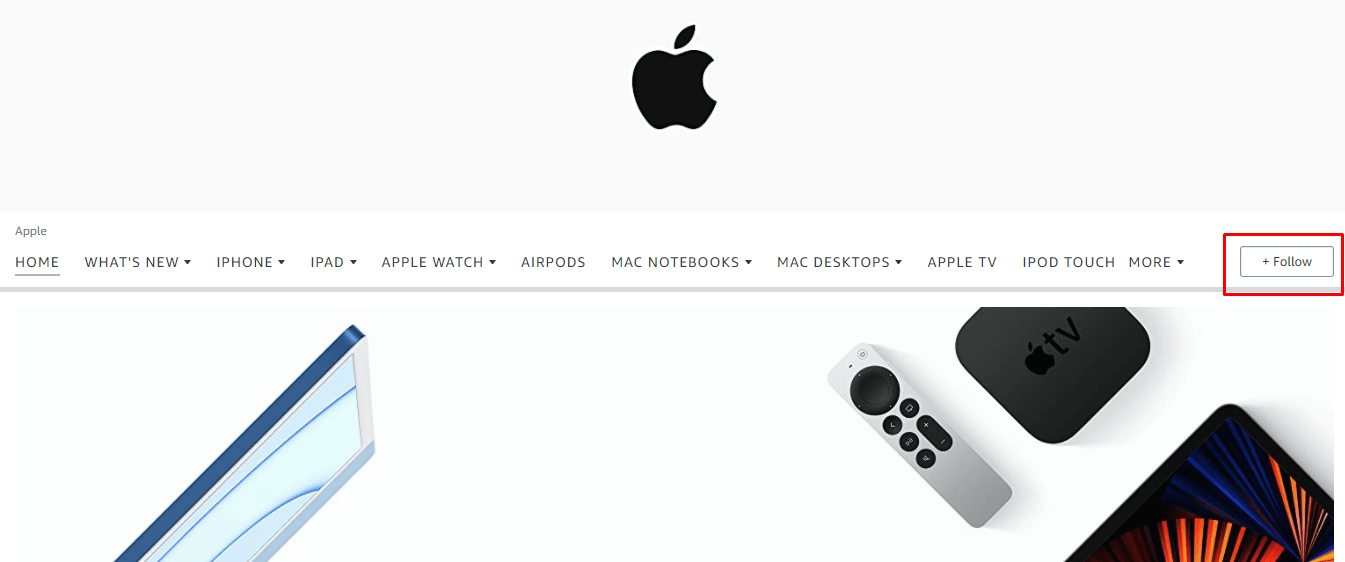 Apple
HOME WHAT'S NEW IPHONE IPAD APPLE WATCH AIRPODS MAC NOTEBOOKS MAC DESKTOPS APPLE TV IPOD TOUCH MORE + Follow
tv